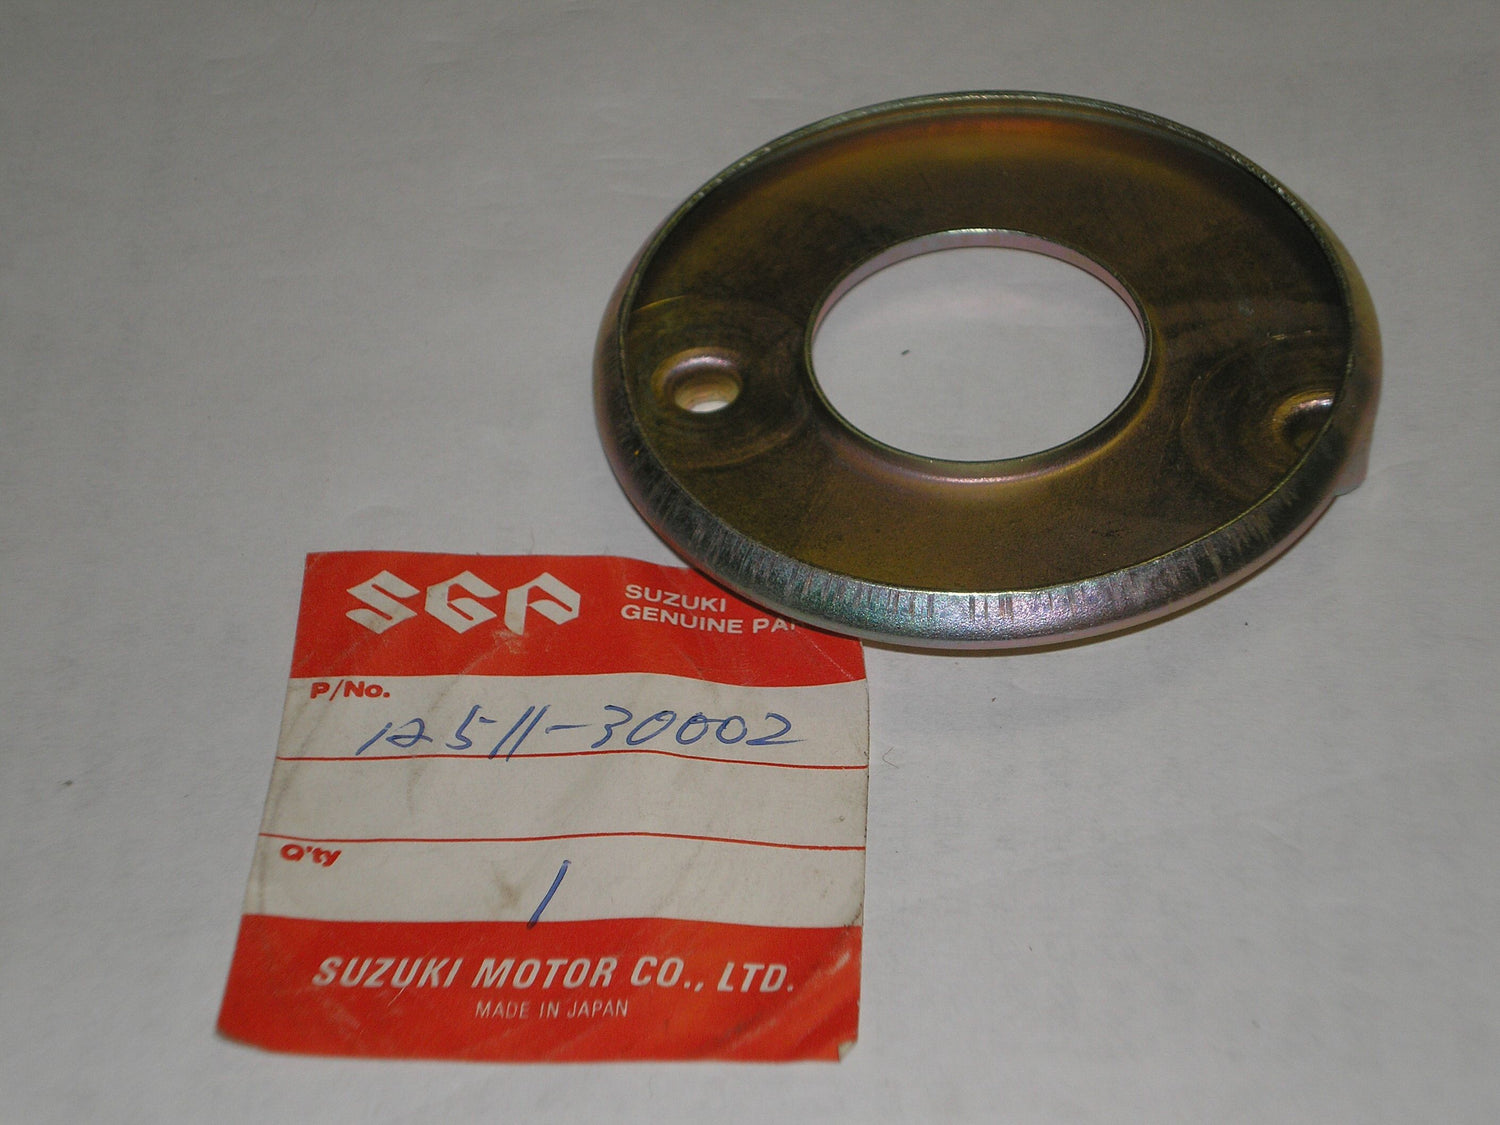 SGP
SUZUKI
GENUINE PA
P/No.
12511-30002
Q'ty
1
SUZUKI MOTOR CO., LTD.
MADE IN JAPAN